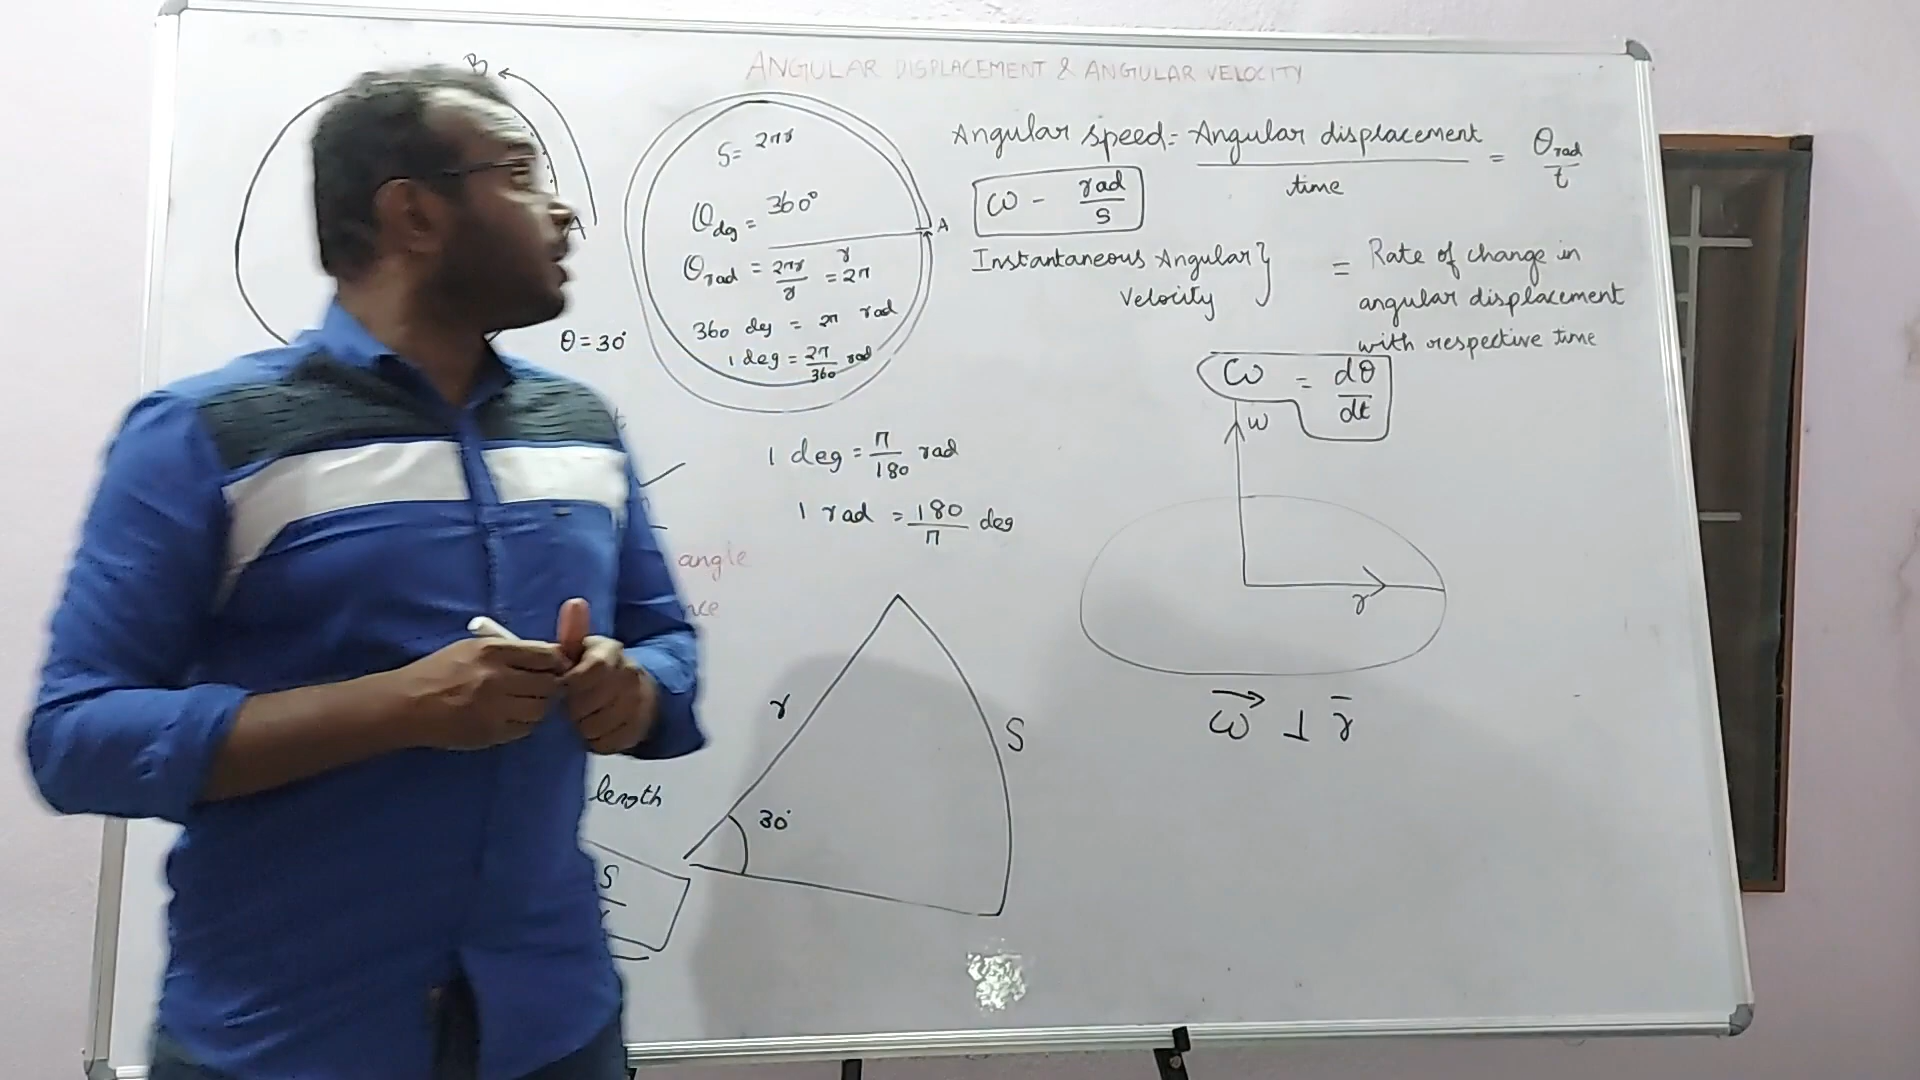 ANGULAR DISPLACEMENT & ANGULAR VELOCITY
B
A
θ = 30°
S = 2πr
θdeg = 360°
r
A
θrad = 2πr/r = 2π
360 deg = 2π rad
1 deg = 2π/360 rad
1 deg = π/180 rad
1 rad = 180/π deg
angle
length
S
r
30°
S
Angular speed = Angular displacement / time = θrad/t
ω - rad/s
Instantaneous Angular Velocity } = Rate of change in
angular displacement
with respective time
ω = dθ/dt
ω
r
ω⃗ ⊥ r̄